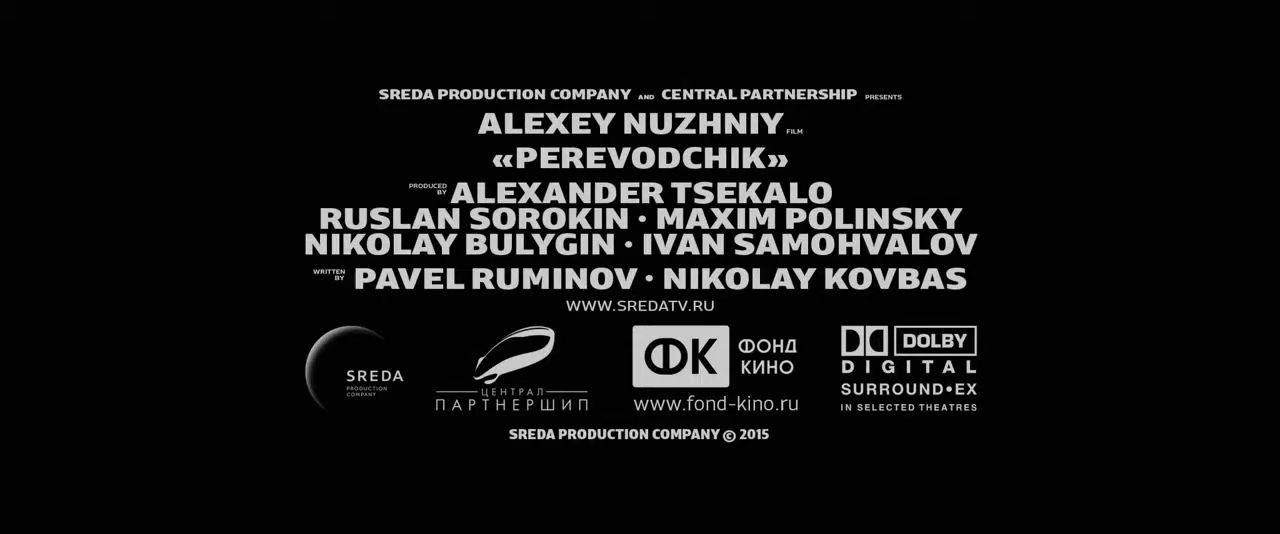 SREDA PRODUCTION COMPANY AND CENTRAL PARTNERSHIP PRESENTS
ALEXEY NUZHNIY FILM
«PEREVODCHIK»
PRODUCED BY ALEXANDER TSEKALO
RUSLAN SOROKIN • MAXIM POLINSKY
NIKOLAY BULYGIN • IVAN SAMOHVALOV
WRITTEN BY PAVEL RUMINOV • NIKOLAY KOVBAS
WWW.SREDATV.RU
SREDA
PRODUCTION
COMPANY
ЦЕНТРАЛ
ПАРТНЕРШИП
ФК
ФОНД
КИНО
www.fond-kino.ru
DOLBY
DIGITAL
SURROUND•EX
IN SELECTED THEATRES
SREDA PRODUCTION COMPANY © 2015